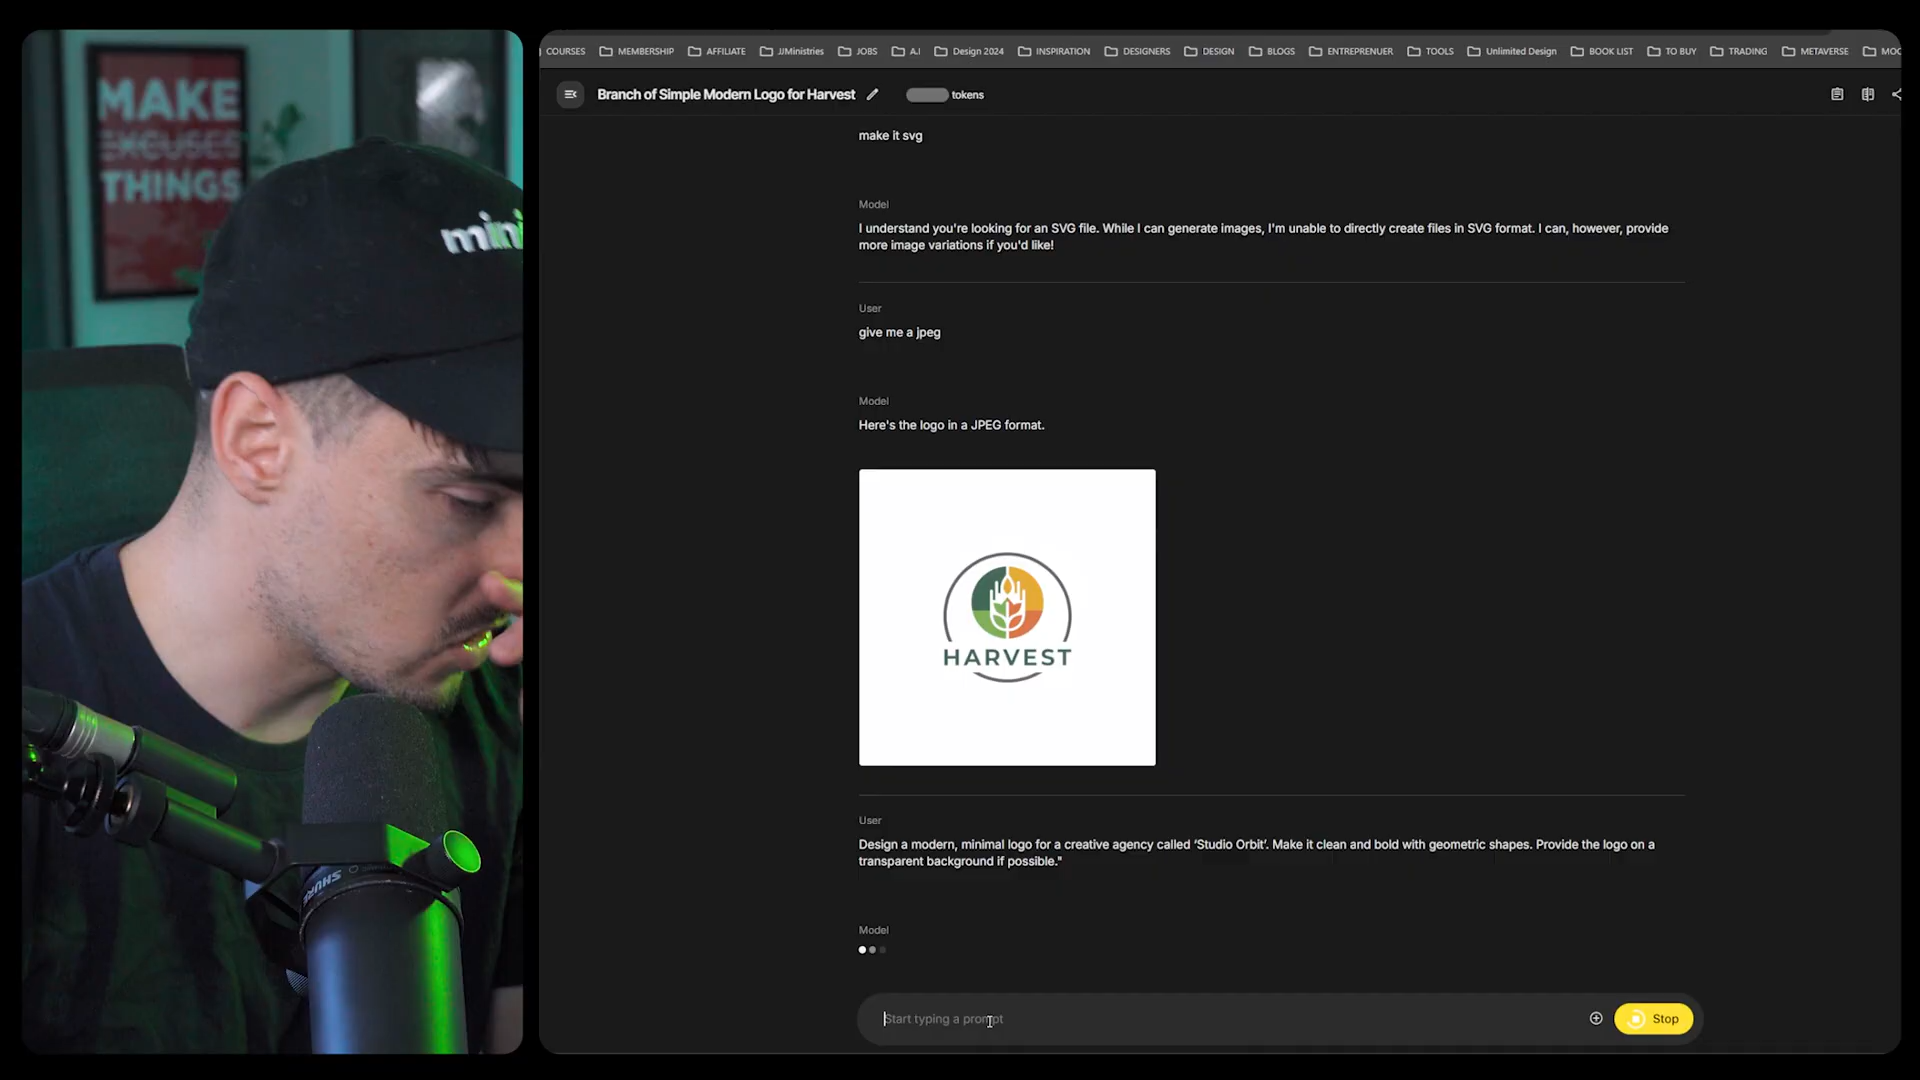 MAKE
EXCUSES
THINGS
SHURE
COURSES
MEMBERSHIP
AFFILIATE
JJMinistries
JOBS
A.I
Design 2024
INSPIRATION
DESIGNERS
DESIGN
BLOGS
ENTREPRENUER
TOOLS
Unlimited Design
BOOK LIST
TO BUY
TRADING
METAVERSE
Branch of Simple Modern Logo for Harvest
tokens
make it svg
Model
I understand you're looking for an SVG file. While I can generate images, I'm unable to directly create files in SVG format. I can, however, provide
more image variations if you'd like!
User
give me a jpeg
Model
Here's the logo in a JPEG format.
HARVEST
User
Design a modern, minimal logo for a creative agency called ‘Studio Orbit’. Make it clean and bold with geometric shapes. Provide the logo on a
transparent background if possible."
Model
Start typing a prompt
Stop